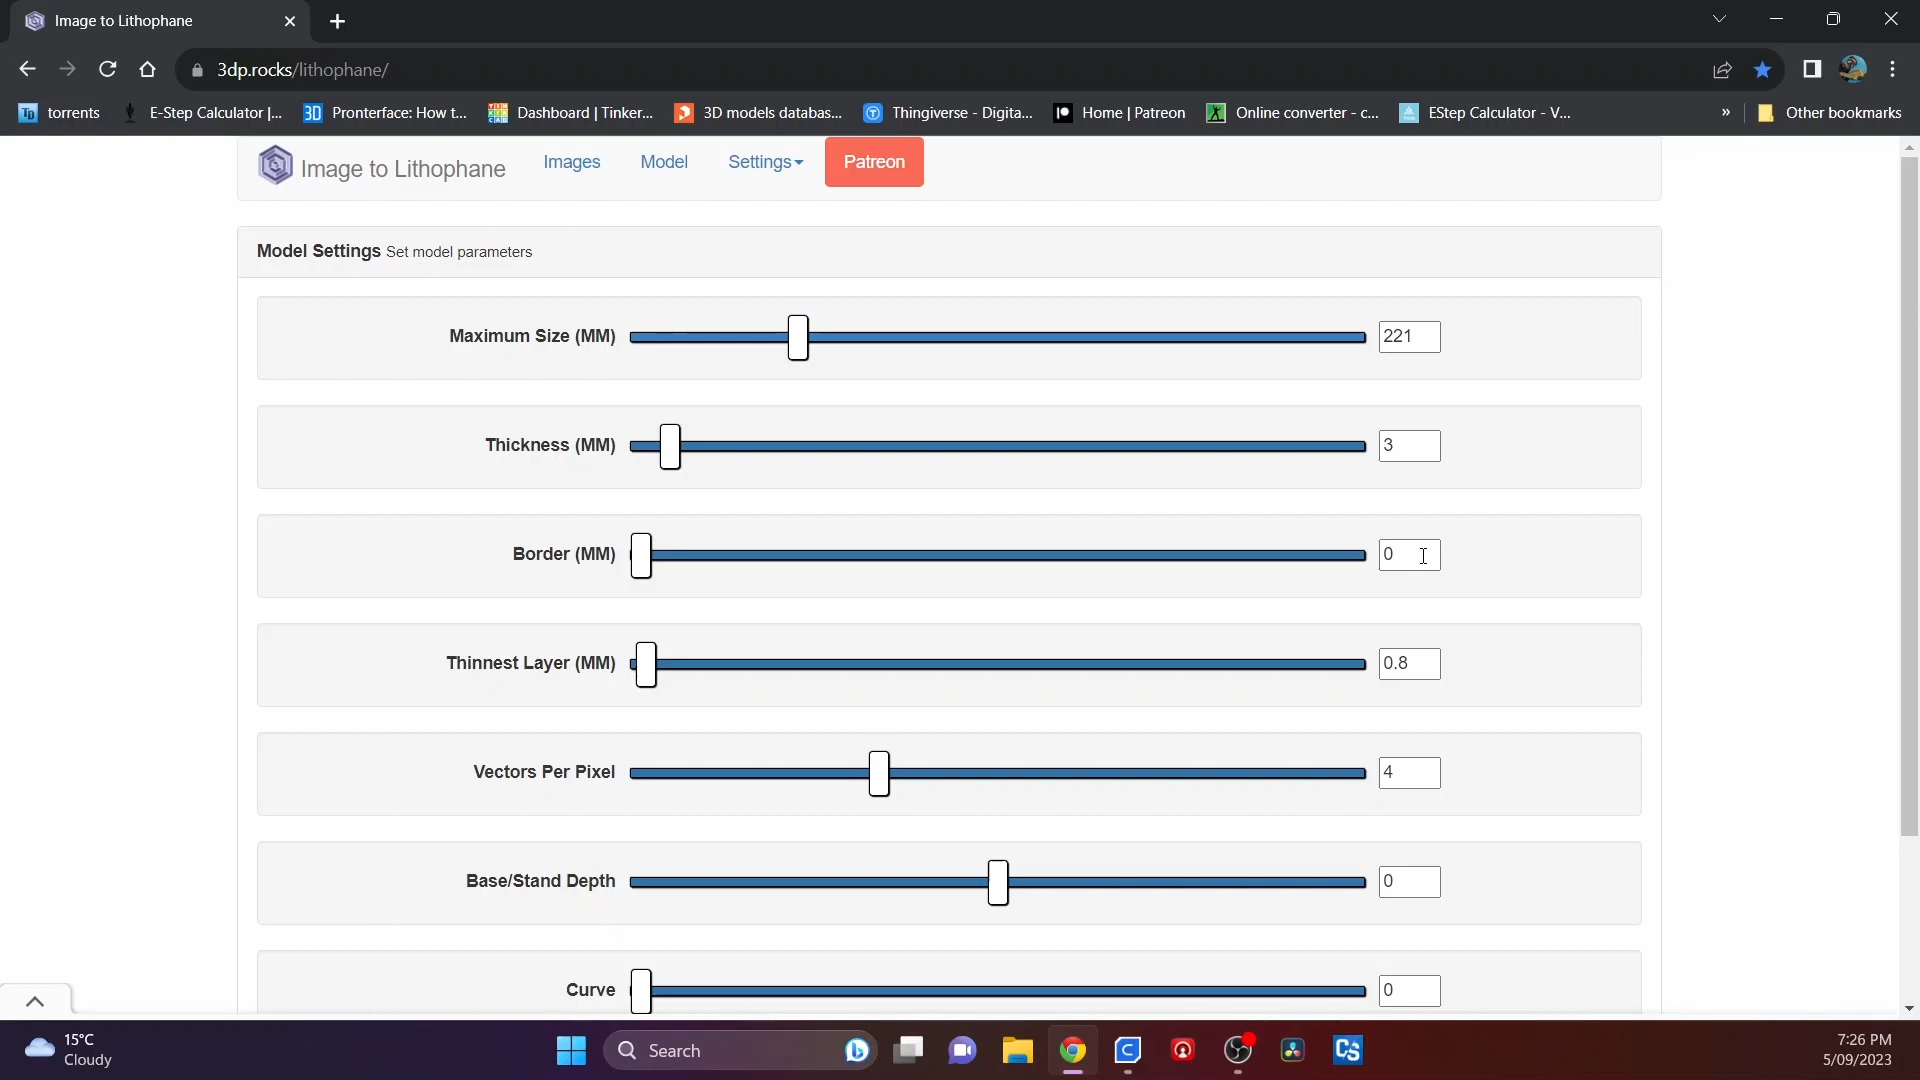 Image to Lithophane
3dp.rocks/lithophane/
torrents
E-Step Calculator |...
Pronterface: How t...
Dashboard | Tinker...
3D models databas...
Thingiverse - Digita...
Home | Patreon
Online converter - c...
EStep Calculator - V...
»
Other bookmarks
Image to Lithophane
Images
Model
Settings
Patreon
Model Settings Set model parameters
Maximum Size (MM) 221
Thickness (MM) 3
Border (MM) 0
Thinnest Layer (MM) 0.8
Vectors Per Pixel 4
Base/Stand Depth 0
Curve 0
15°C
Cloudy
Search
7:26 PM
5/09/2023